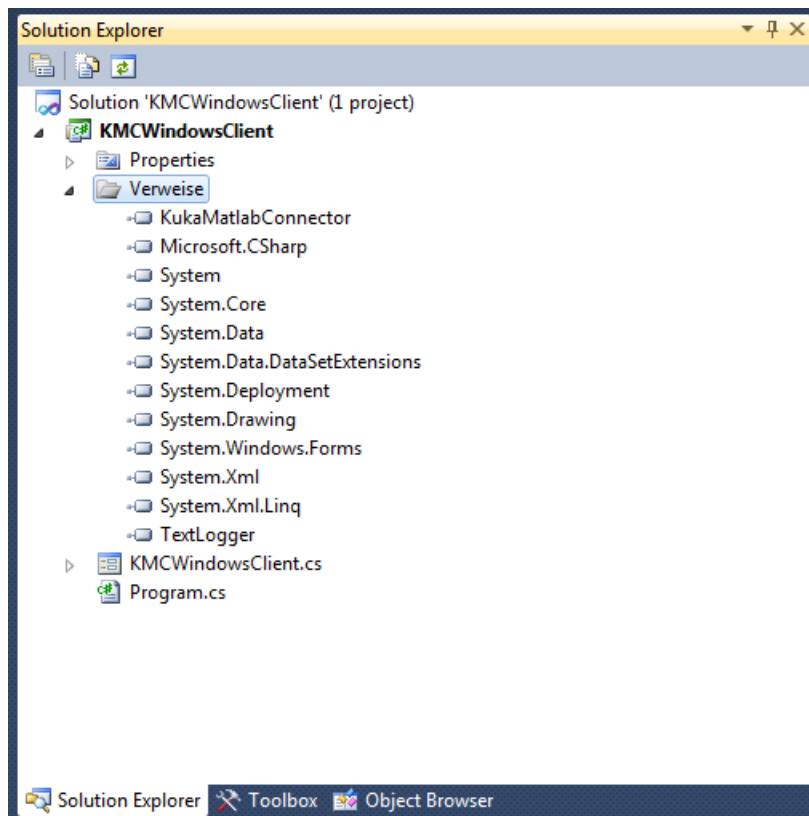 Solution Explorer
Solution 'KMCWindowsClient' (1 project)
KMCWindowsClient
Properties
Verweise
KukaMatlabConnector
Microsoft.CSharp
System
System.Core
System.Data
System.Data.DataSetExtensions
System.Deployment
System.Drawing
System.Windows.Forms
System.Xml
System.Xml.Linq
TextLogger
KMCWindowsClient.cs
Program.cs
Solution Explorer Toolbox Object Browser